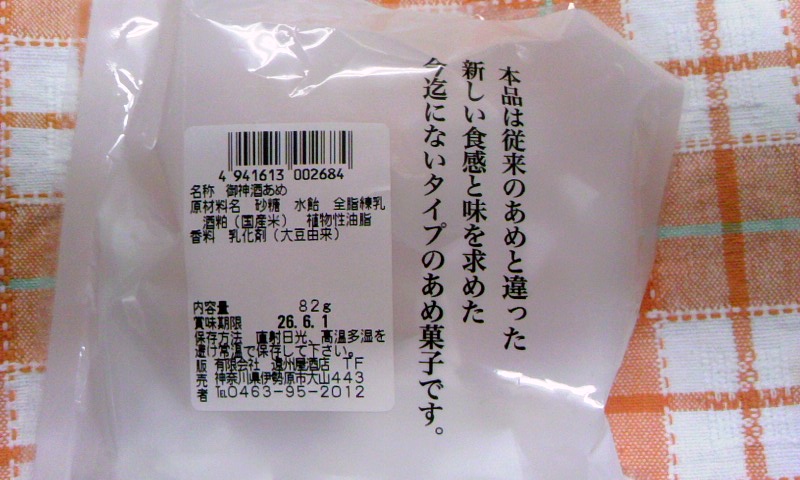 本品は従来のあめと違った
新しい食感と味を求めた
今迄にないタイプのあめ菓子です。
4 941613 002684
名称 御神酒あめ
原材料名 砂糖 水飴 全脂練乳
酒粕(国産米) 植物性油脂
香料 乳化剤(大豆由来)
内容量 82g
賞味期限 26.6.1
保存方法 直射日光、高温多湿を
避け常温で保存して下さい。
販売者 有限会社 遠州屋酒店 TF
神奈川県伊勢原市大山443
℡0463-95-2012